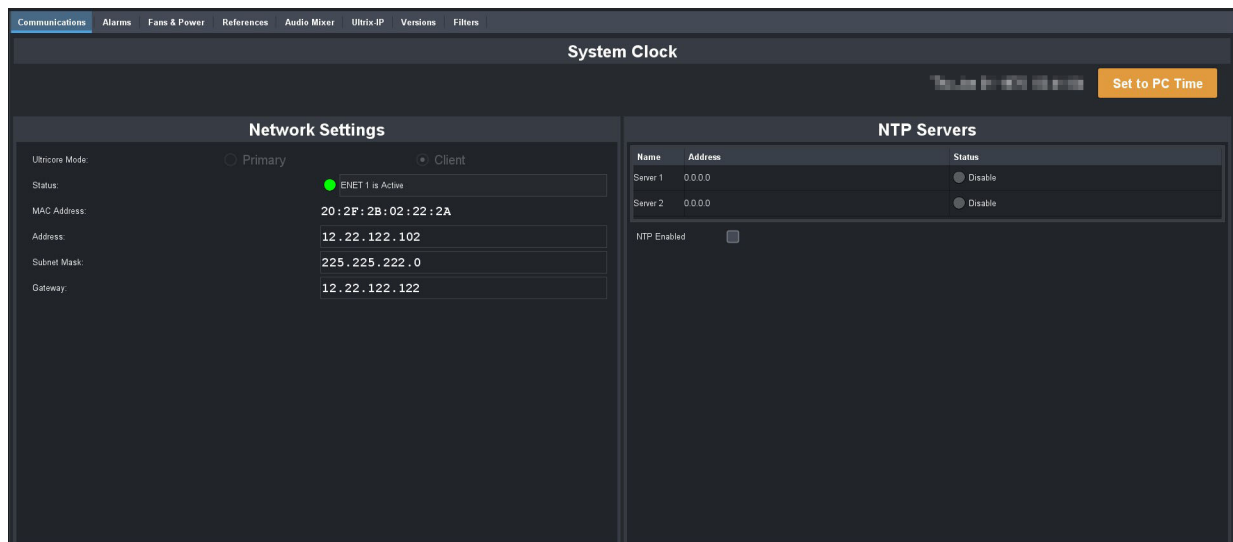 Communications Alarms Fans & Power References Audio Mixer Ultrix-IP Versions Filters
System Clock
Set to PC Time
Network Settings
Ultricore Mode: Primary Client
Status: ENET 1 is Active
MAC Address: 20:2F:2B:02:22:2A
Address: 12.22.122.102
Subnet Mask: 225.225.222.0
Gateway: 12.22.122.122
NTP Servers
Name Address Status
Server 1 0.0.0.0 Disable
Server 2 0.0.0.0 Disable
NTP Enabled